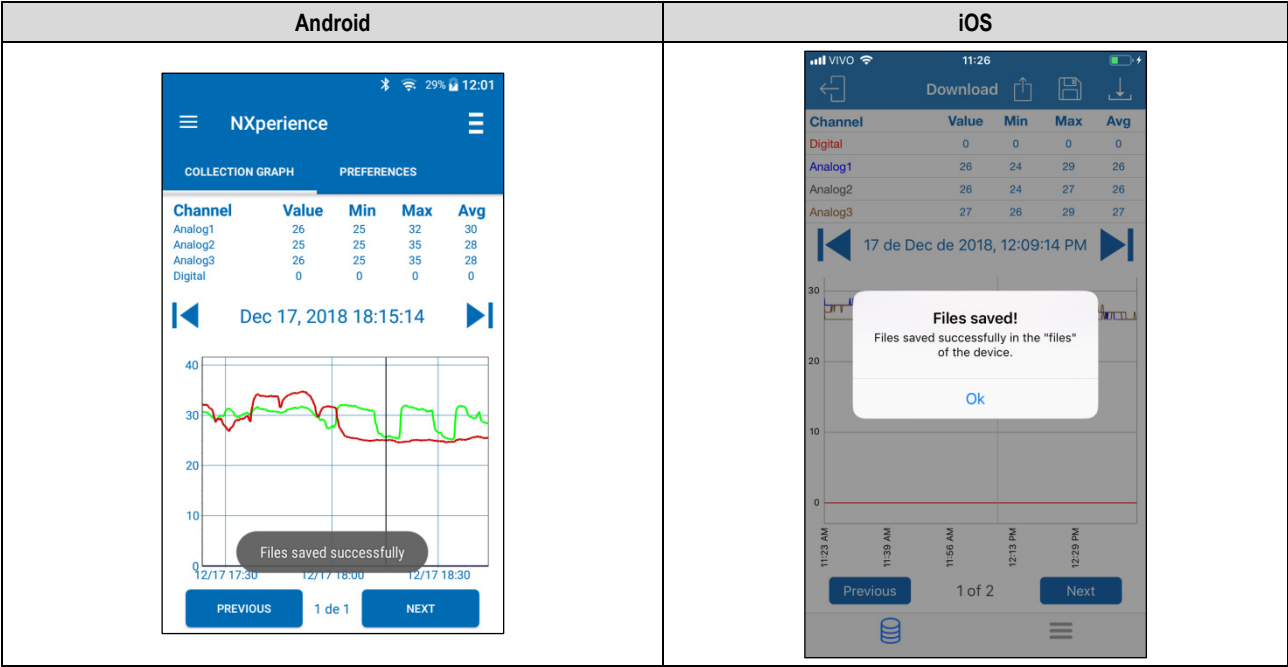 Android
iOS
29% 12:01
NXperience
COLLECTION GRAPH PREFERENCES
Channel Value Min Max Avg
Analog1 26 25 32 30
Analog2 25 25 35 28
Analog3 26 25 35 28
Digital 0 0 0 0
Dec 17, 2018 18:15:14
40
30
20
10
0
Files saved successfully
12/17 17:30 12/17 18:00 12/17 18:30
PREVIOUS 1 de 1 NEXT
VIVO 11:26
Download
Channel Value Min Max Avg
Digital 0 0 0 0
Analog1 26 24 29 26
Analog2 26 24 27 26
Analog3 27 26 29 27
17 de Dec de 2018, 12:09:14 PM
30
20
10
0
Files saved!
Files saved successfully in the "files"
of the device.
Ok
11:23 AM 11:39 AM 11:56 AM 12:13 PM 12:29 PM
Previous 1 of 2 Next